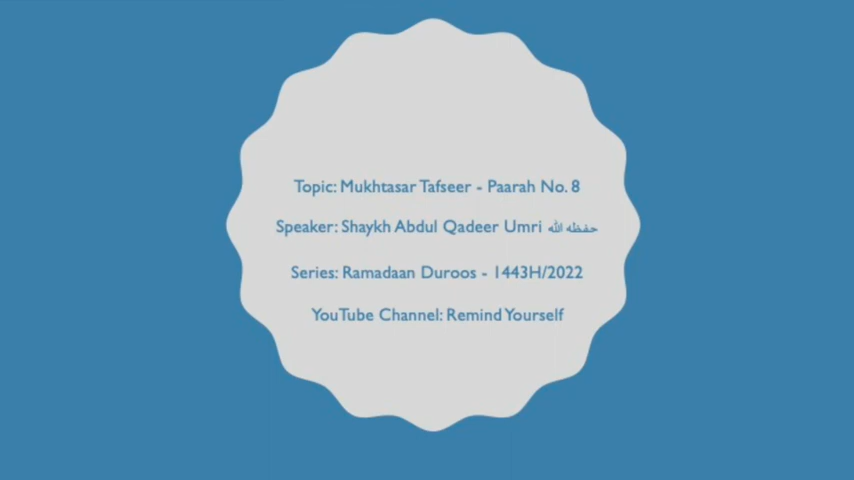 Topic: Mukhtasar Tafseer - Paarah No. 8
Speaker: Shaykh Abdul Qadeer Umri حفظه الله
Series: Ramadaan Duroos - 1443H/2022
YouTube Channel: Remind Yourself